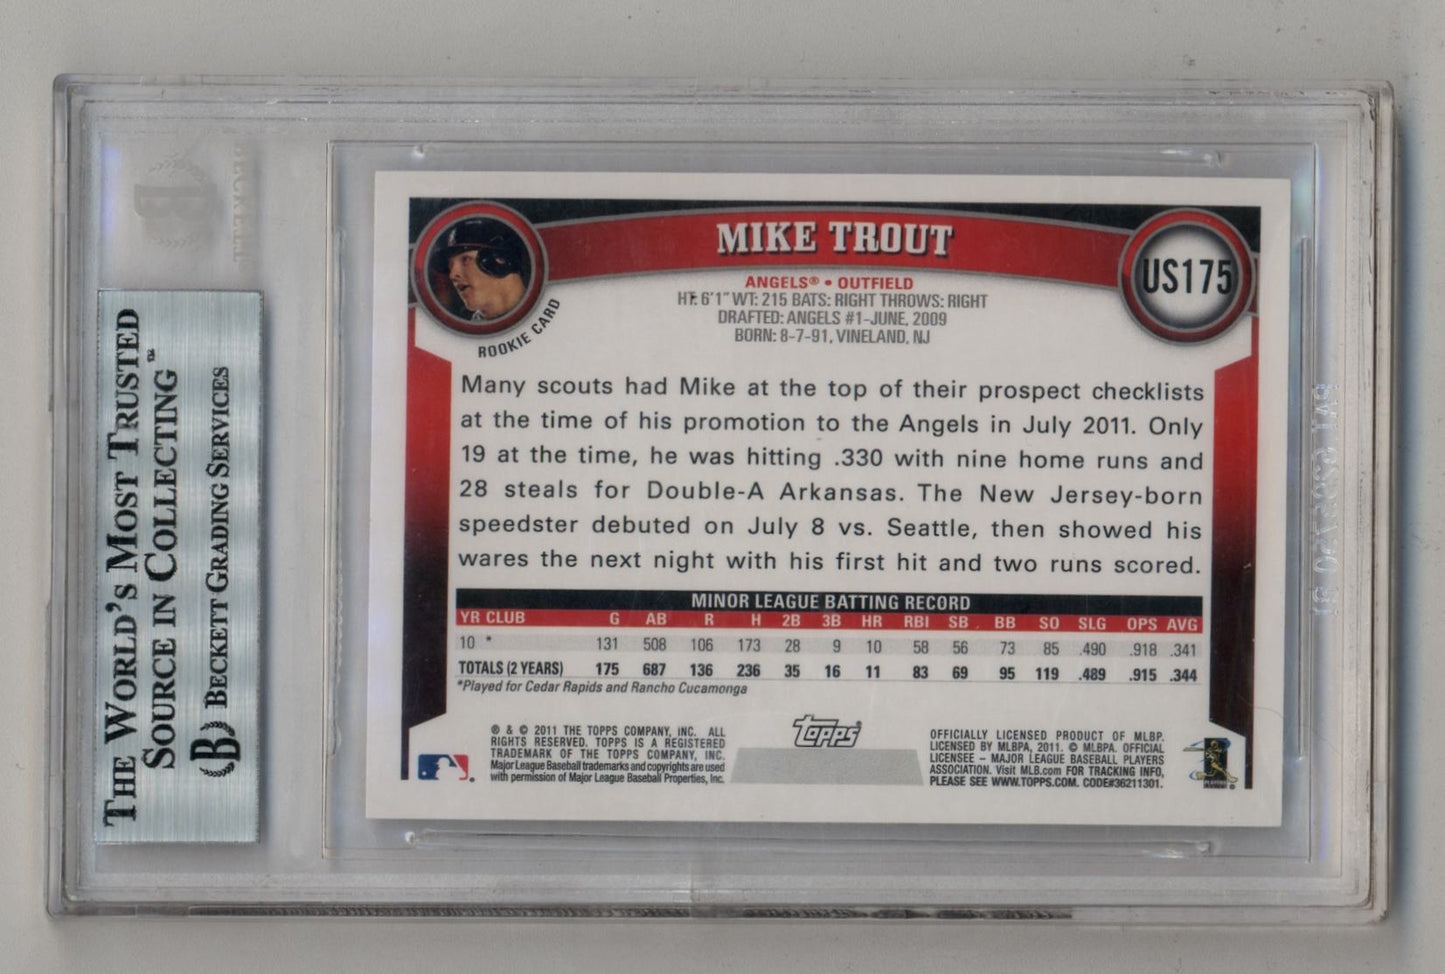 THE WORLD'S MOST TRUSTED
SOURCE IN COLLECTING™
B BECKETT GRADING SERVICES
MIKE TROUT
US175
ROOKIE CARD
ANGELS® • OUTFIELD
HT: 6'1" WT: 215 BATS: RIGHT THROWS: RIGHT
DRAFTED: ANGELS #1-JUNE, 2009
BORN: 8-7-91, VINELAND, NJ
Many scouts had Mike at the top of their prospect checklists
at the time of his promotion to the Angels in July 2011. Only
19 at the time, he was hitting .330 with nine home runs and
28 steals for Double-A Arkansas. The New Jersey-born
speedster debuted on July 8 vs. Seattle, then showed his
wares the next night with his first hit and two runs scored.
MINOR LEAGUE BATTING RECORD
YR CLUB G AB R H 2B 3B HR RBI SB BB SO SLG OPS AVG
10 * 131 508 106 173 28 9 10 58 56 73 85 .490 .918 .341
TOTALS (2 YEARS) 175 687 136 236 35 16 11 83 69 95 119 .489 .915 .344
*Played for Cedar Rapids and Rancho Cucamonga
® & © 2011 THE TOPPS COMPANY, INC. ALL
RIGHTS RESERVED. TOPPS IS A REGISTERED
TRADEMARK OF THE TOPPS COMPANY, INC.
Major League Baseball trademarks and copyrights are used
with permission of Major League Baseball Properties, Inc.
Topps®
OFFICIALLY LICENSED PRODUCT OF MLBP.
LICENSED BY MLBPA, 2011. © MLBPA. OFFICIAL
LICENSEE – MAJOR LEAGUE BASEBALL PLAYERS
ASSOCIATION. Visit MLB.com FOR TRACKING INFO,
PLEASE SEE WWW.TOPPS.COM. CODE#36211301.